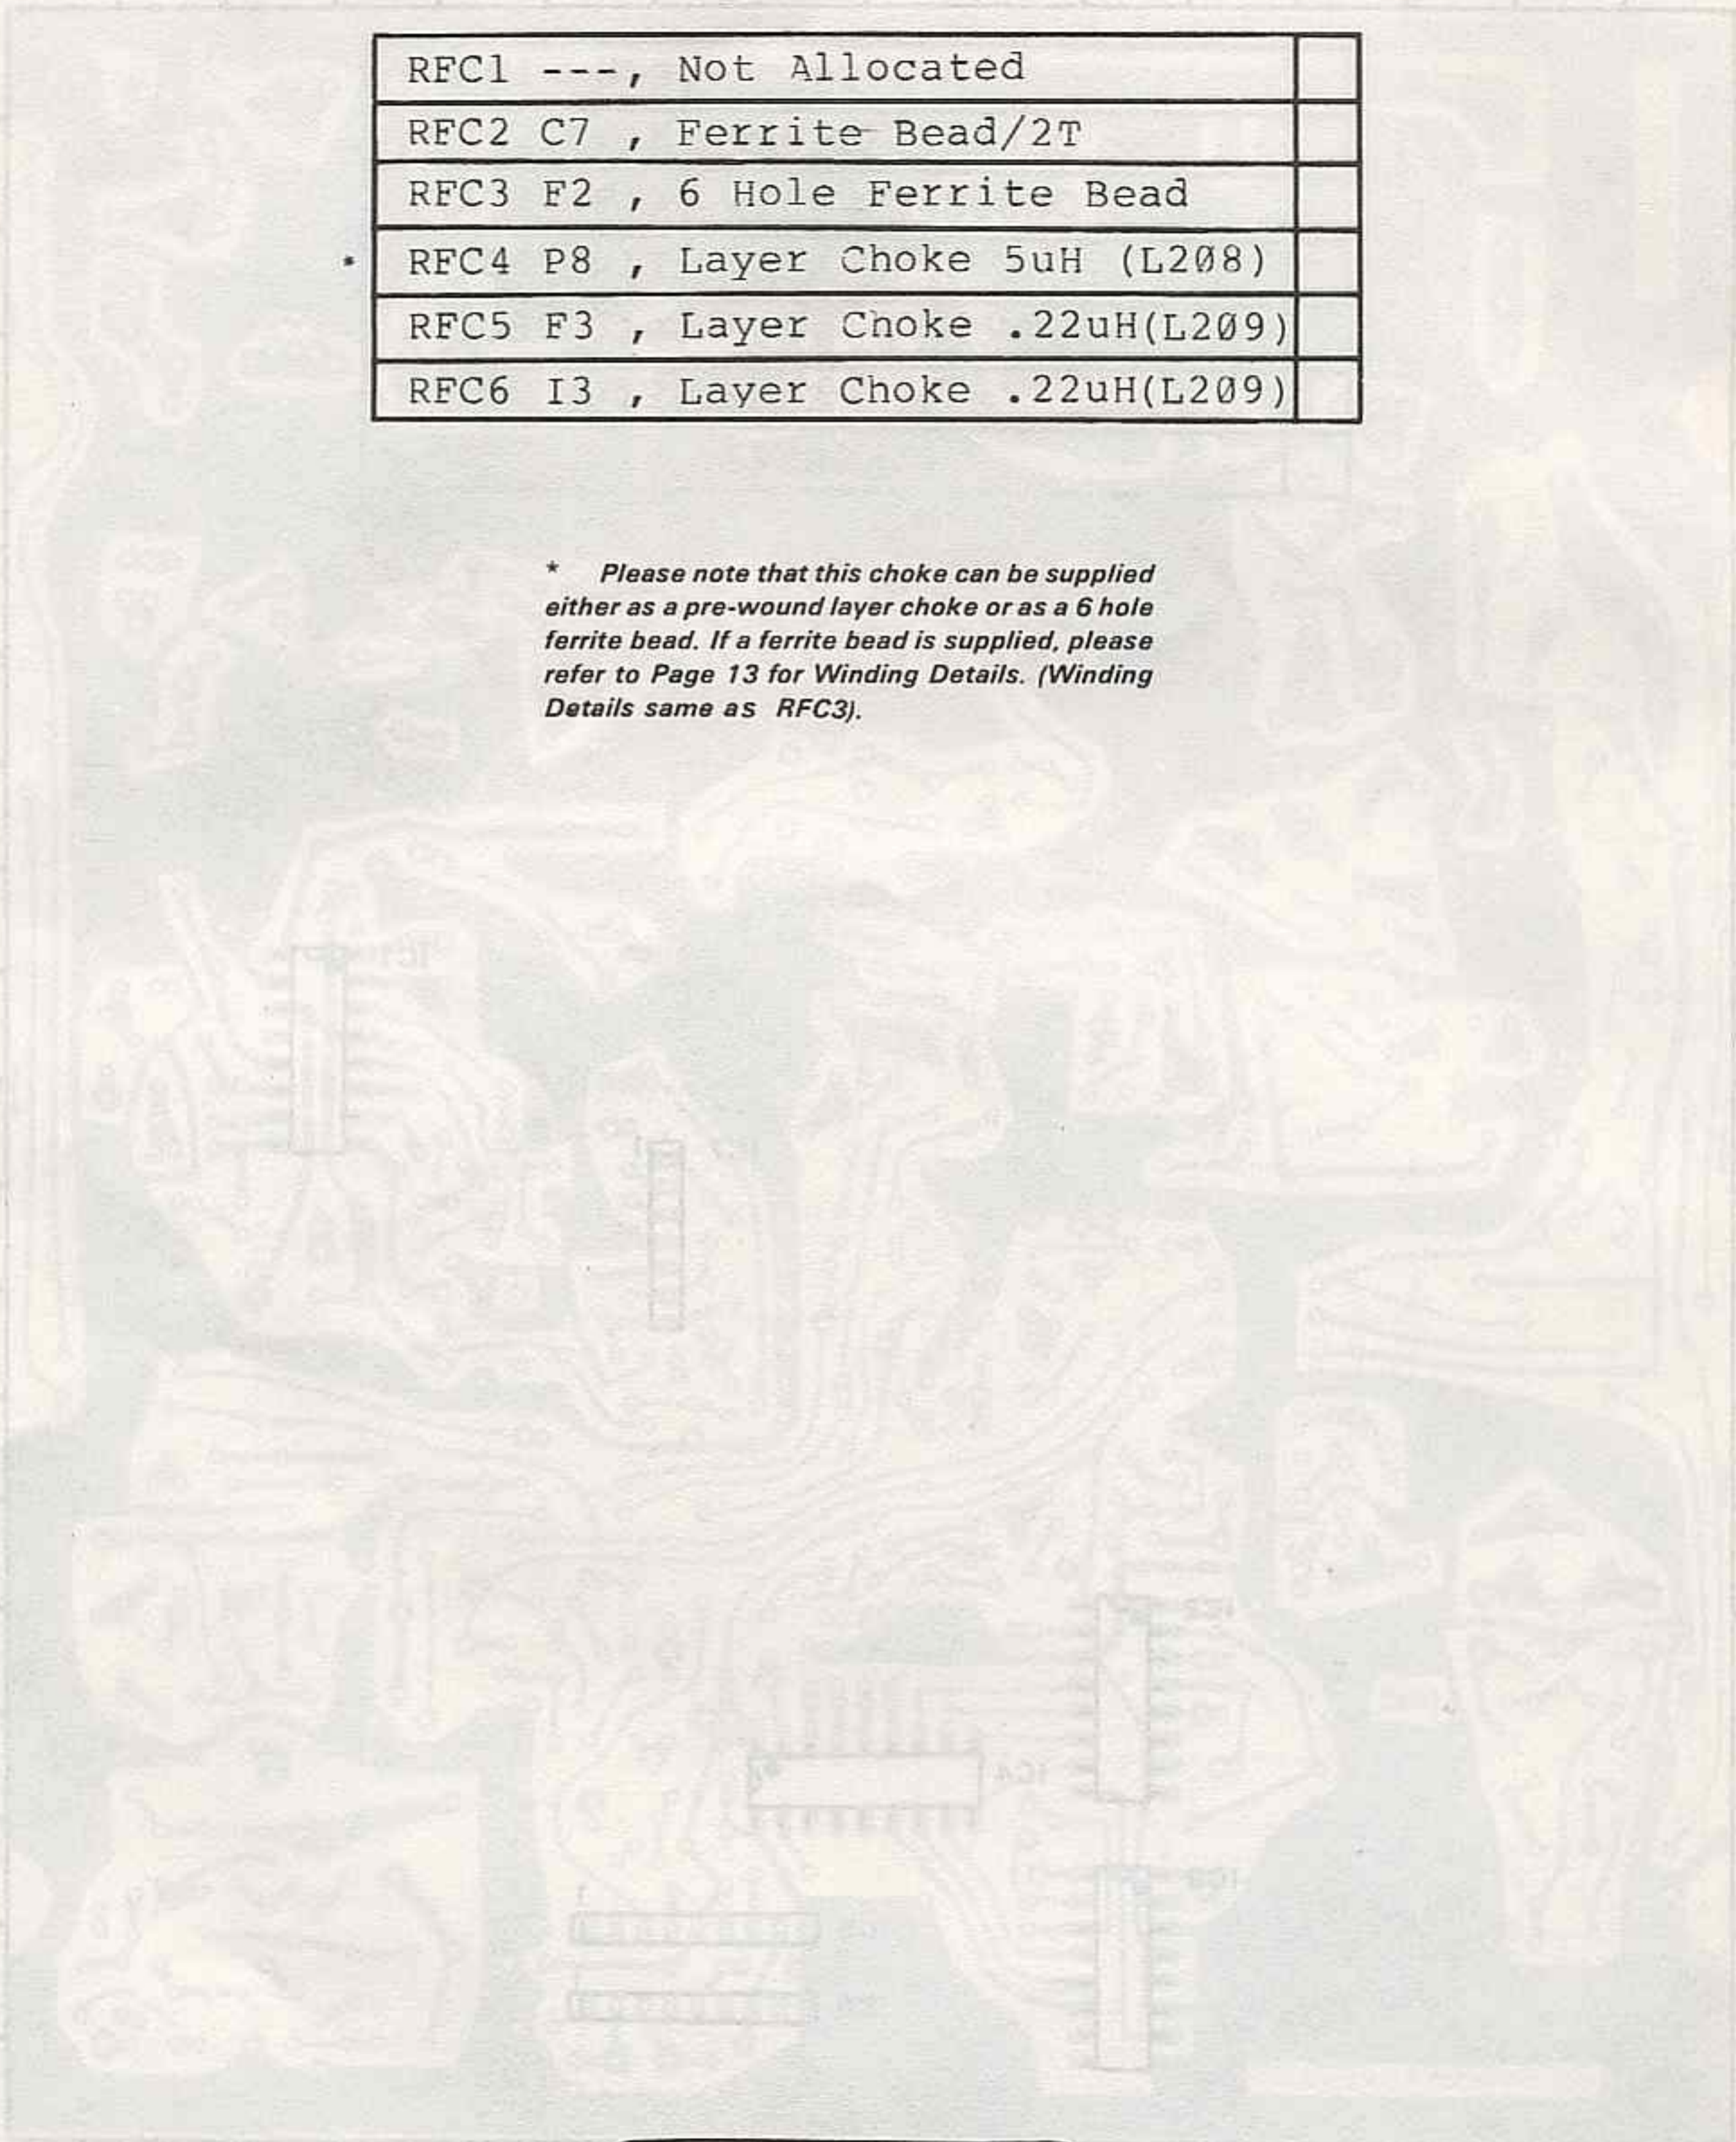 RFC1 ---, Not Allocated
RFC2 C7 , Ferrite Bead/2T
RFC3 F2 , 6 Hole Ferrite Bead
* RFC4 P8 , Layer Choke 5uH (L208)
RFC5 F3 , Layer Choke .22uH(L209)
RFC6 I3 , Layer Choke .22uH(L209)
* Please note that this choke can be supplied
either as a pre-wound layer choke or as a 6 hole
ferrite bead. If a ferrite bead is supplied, please
refer to Page 13 for Winding Details. (Winding
Details same as RFC3).
IC1
IC4